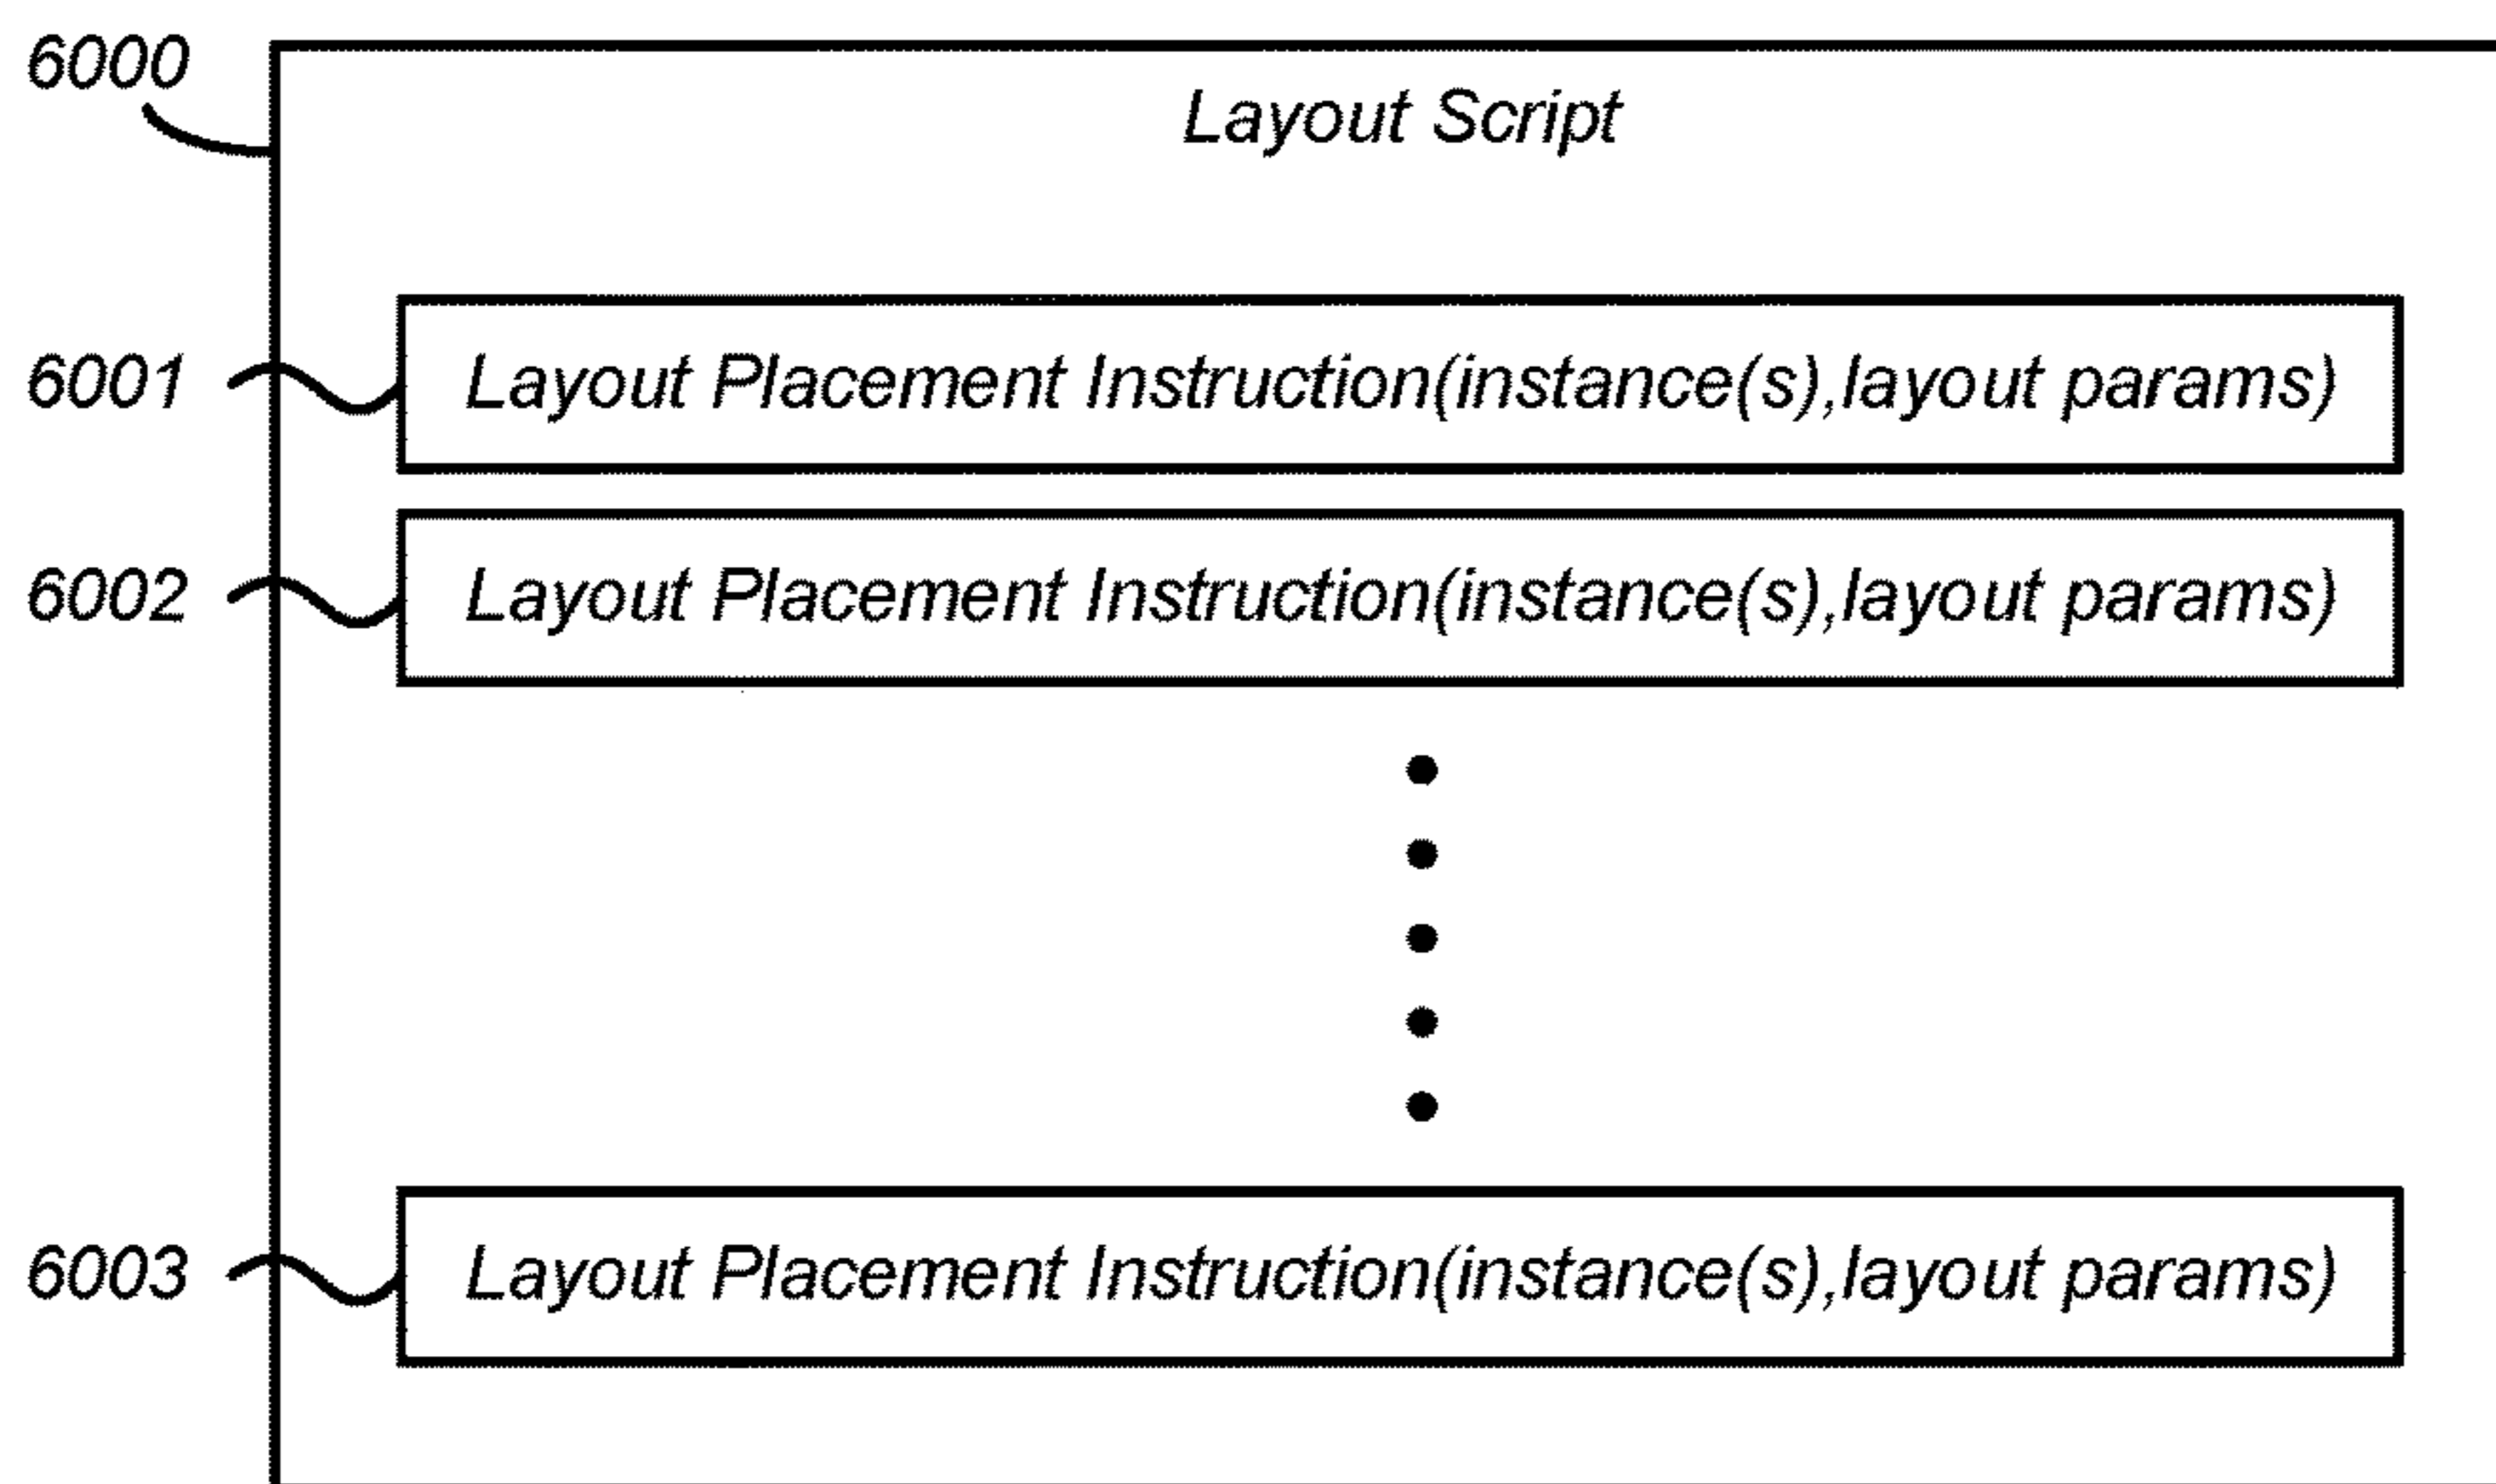 6000
Layout Script
6001 Layout Placement Instruction(instance(s),layout params)
6002 Layout Placement Instruction(instance(s),layout params)
6003 Layout Placement Instruction(instance(s),layout params)